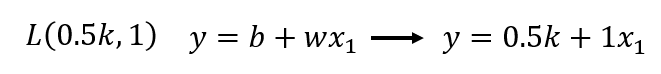 L(0.5k, 1) y = b + wx₁ ⟶ y = 0.5k + 1x₁